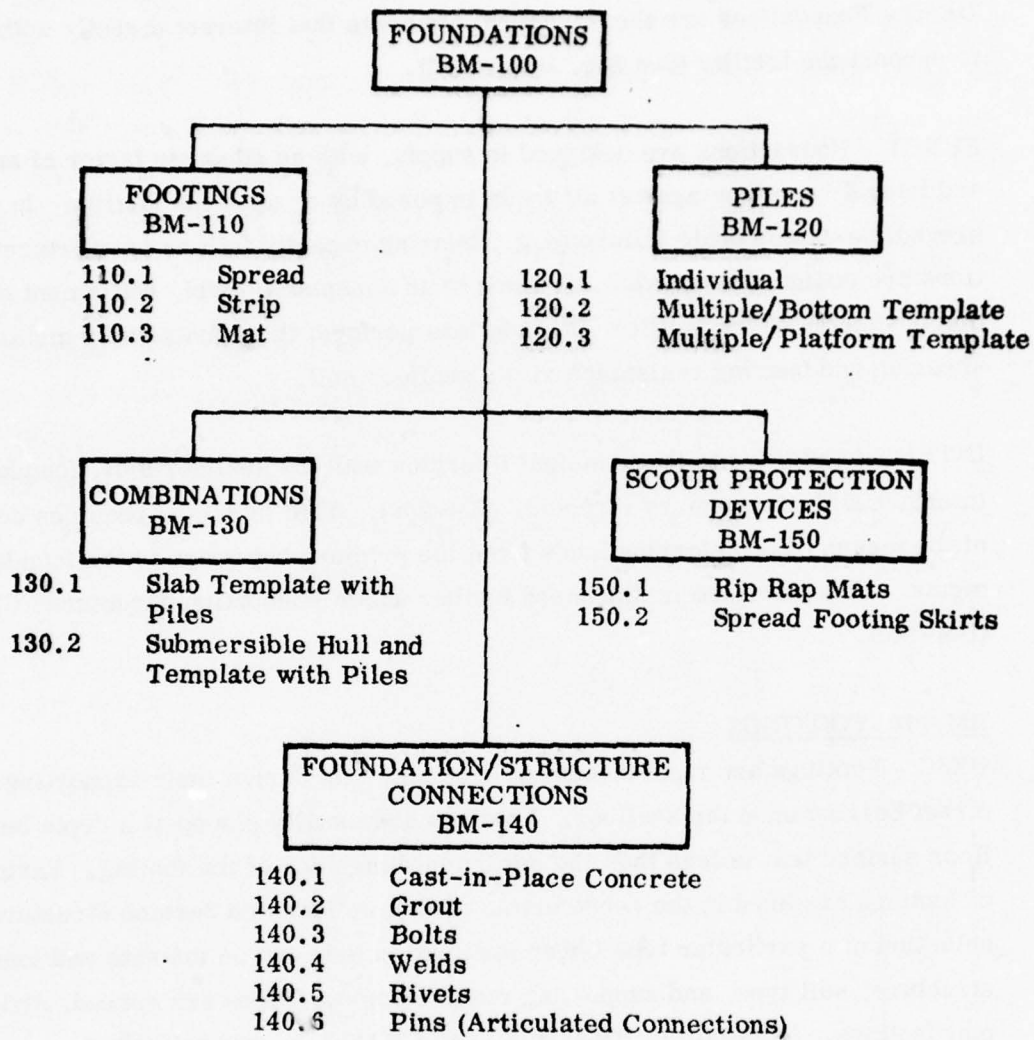 FOUNDATIONS
BM-100
FOOTINGS
BM-110
110.1 Spread
110.2 Strip
110.3 Mat
PILES
BM-120
120.1 Individual
120.2 Multiple/Bottom Template
120.3 Multiple/Platform Template
COMBINATIONS
BM-130
130.1 Slab Template with
Piles
130.2 Submersible Hull and
Template with Piles
SCOUR PROTECTION
DEVICES
BM-150
150.1 Rip Rap Mats
150.2 Spread Footing Skirts
FOUNDATION/STRUCTURE
CONNECTIONS
BM-140
140.1 Cast-in-Place Concrete
140.2 Grout
140.3 Bolts
140.4 Welds
140.5 Rivets
140.6 Pins (Articulated Connections)